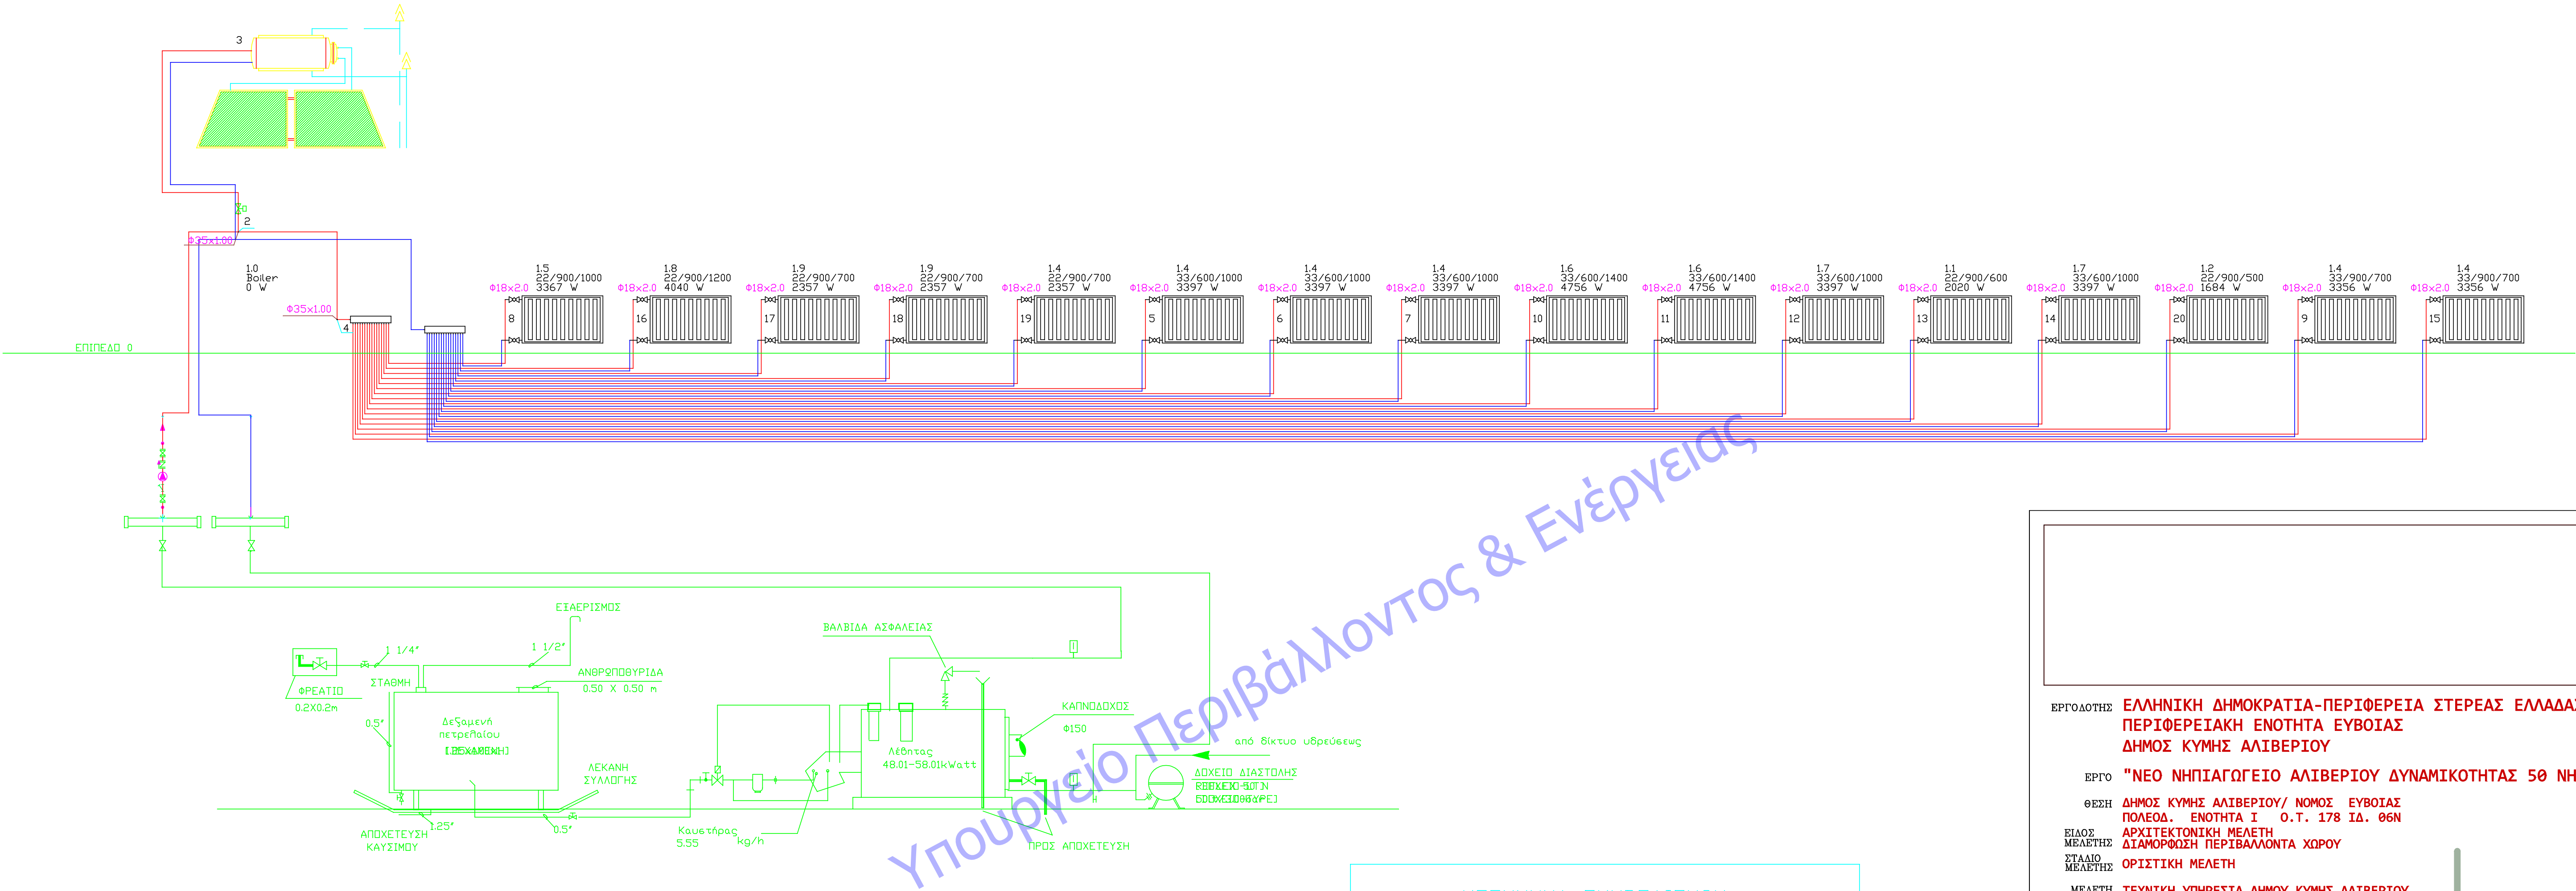 3
2
Φ35x1.00
1.0
Boiler
0 W
Φ35x1.00
4
ΕΠΙΠΕΔΟ 0
1.5
22/900/1000
Φ18x2.0 3367 W
8
1.8
22/900/1200
Φ18x2.0 4040 W
16
1.9
22/900/700
Φ18x2.0 2357 W
17
1.9
22/900/700
Φ18x2.0 2357 W
18
1.4
22/900/700
Φ18x2.0 2357 W
19
1.4
33/600/1000
Φ18x2.0 3397 W
5
1.4
33/600/1000
Φ18x2.0 3397 W
6
1.4
33/600/1000
Φ18x2.0 3397 W
7
1.6
33/600/1400
Φ18x2.0 4756 W
10
1.6
33/600/1400
Φ18x2.0 4756 W
11
1.7
33/600/1000
Φ18x2.0 3397 W
12
1.1
22/900/600
Φ18x2.0 2020 W
13
1.7
33/600/1000
Φ18x2.0 3397 W
14
1.2
22/900/500
Φ18x2.0 1684 W
20
1.4
33/900/700
Φ18x2.0 3356 W
9
1.4
33/900/700
Φ18x2.0 3356 W
15
ΕΞΑΕΡΙΣΜΟΣ
1 1/4"
1 1/2"
ΦΡΕΑΤΙΟ
0.2X0.2m
ΣΤΑΘΜΗ
ΑΝΘΡΩΠΟΘΥΡΙΔΑ
0.50 X 0.50 m
0.5"
Δεξαμενή
πετρελαίου
ΛΕΚΑΝΗ
ΣΥΛΛΟΓΗΣ
1.25"
0.5"
ΑΠΟΧΕΤΕΥΣΗ
ΚΑΥΣΙΜΟΥ
ΒΑΛΒΙΔΑ ΑΣΦΑΛΕΙΑΣ
Λέβητας
48.01-58.01kWatt
ΚΑΠΝΟΔΟΧΟΣ
Φ150
από δίκτυο υδρεύσεως
ΔΟΧΕΙΟ ΔΙΑΣΤΟΛΗΣ
Καυστήρας
5.55 kg/h
ΠΡΟΣ ΑΠΟΧΕΤΕΥΣΗ
Υπουργείο Περιβάλλοντος & Ενέργειας
ΕΡΓΟΔΟΤΗΣ ΕΛΛΗΝΙΚΗ ΔΗΜΟΚΡΑΤΙΑ-ΠΕΡΙΦΕΡΕΙΑ ΣΤΕΡΕΑΣ ΕΛΛΑΔΑΣ
ΠΕΡΙΦΕΡΕΙΑΚΗ ΕΝΟΤΗΤΑ ΕΥΒΟΙΑΣ
ΔΗΜΟΣ ΚΥΜΗΣ ΑΛΙΒΕΡΙΟΥ
ΕΡΓΟ "ΝΕΟ ΝΗΠΙΑΓΩΓΕΙΟ ΑΛΙΒΕΡΙΟΥ ΔΥΝΑΜΙΚΟΤΗΤΑΣ 50 ΝΗ
ΘΕΣΗ ΔΗΜΟΣ ΚΥΜΗΣ ΑΛΙΒΕΡΙΟΥ/ ΝΟΜΟΣ ΕΥΒΟΙΑΣ
ΠΟΛΕΟΔ. ΕΝΟΤΗΤΑ Ι Ο.Τ. 178 ΙΔ. 06Ν
ΕΙΔΟΣ ΜΕΛΕΤΗΣ ΑΡΧΙΤΕΚΤΟΝΙΚΗ ΜΕΛΕΤΗ
ΔΙΑΜΟΡΦΩΣΗ ΠΕΡΙΒΑΛΛΟΝΤΑ ΧΩΡΟΥ
ΣΤΑΔΙΟ ΜΕΛΕΤΗΣ ΟΡΙΣΤΙΚΗ ΜΕΛΕΤΗ
ΜΕΛΕΤΗ ΤΕΧΝΙΚΗ ΥΠΗΡΕΣΙΑ ΔΗΜΟΥ ΚΥΜΗΣ ΑΛΙΒΕΡΙΟΥ